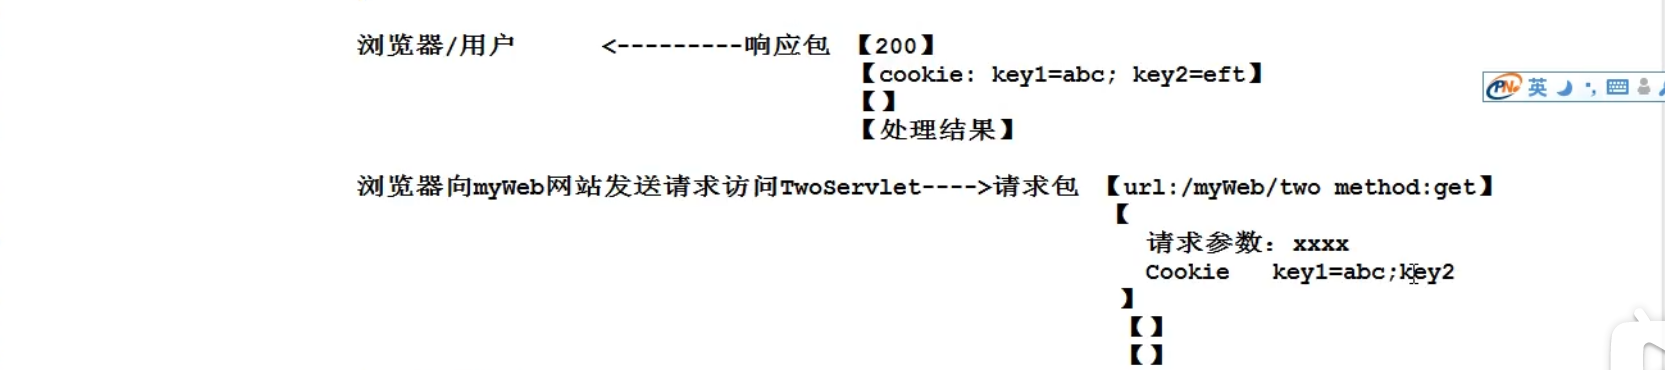 浏览器/用户 <---------响应包 【200】
【cookie: key1=abc; key2=eft】
【】
【处理结果】
英
浏览器向myWeb网站发送请求访问TwoServlet---->请求包 【url:/myWeb/two method:get】
【
请求参数: xxxx
Cookie key1=abc;key2
】
【】
【】